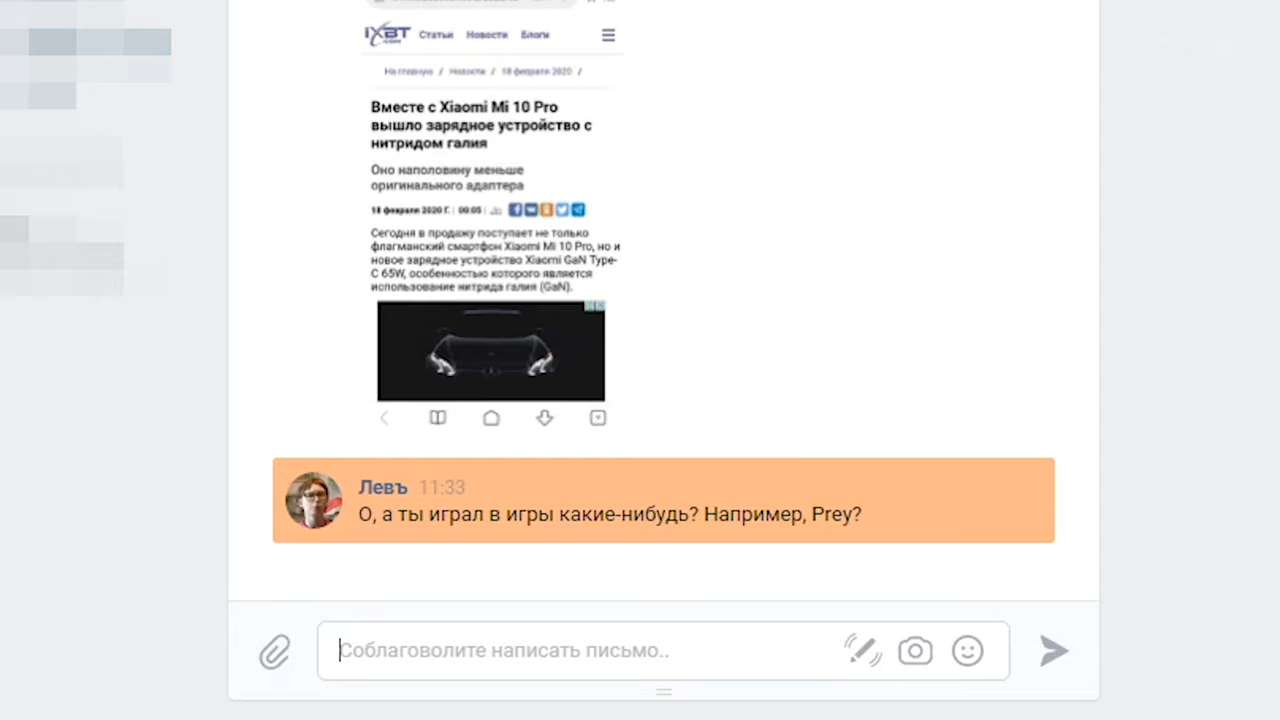 iXBT
.com
Статьи Новости Блоги
На главную / Новости / 18 февраля 2020 /
Вместе с Xiaomi Mi 10 Pro
вышло зарядное устройство с
нитридом галия
Оно наполовину меньше
оригинального адаптера
18 февраля 2020 Г. | 00:05 |
Сегодня в продажу поступает не только
флагманский смартфон Xiaomi Mi 10 Pro, но и
новое зарядное устройство Xiaomi GaN Type-
C 65W, особенностью которого является
использование нитрида галия (GaN).
Левъ 11:33
О, а ты играл в игры какие-нибудь? Например, Prey?
Соблаговолите написать письмо..